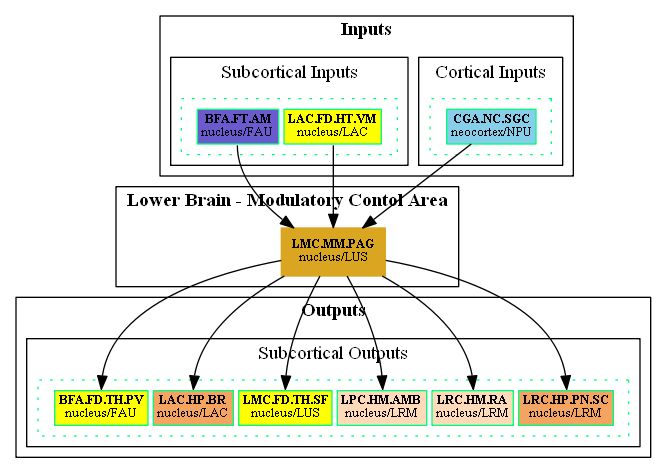 Inputs
Subcortical Inputs
Cortical Inputs
BFA.FT.AM
nucleus/FAU
LAC.FD.HT.VM
nucleus/LAC
CGA.NC.SGC
neocortex/NPU
Lower Brain - Modulatory Contol Area
LMC.MM.PAG
nucleus/LUS
Outputs
Subcortical Outputs
BFA.FD.TH.PV
nucleus/FAU
LAC.HP.BR
nucleus/LAC
LMC.FD.TH.SF
nucleus/LUS
LPC.HM.AMB
nucleus/LRM
LRC.HM.RA
nucleus/LRM
LRC.HP.PN.SC
nucleus/LRM